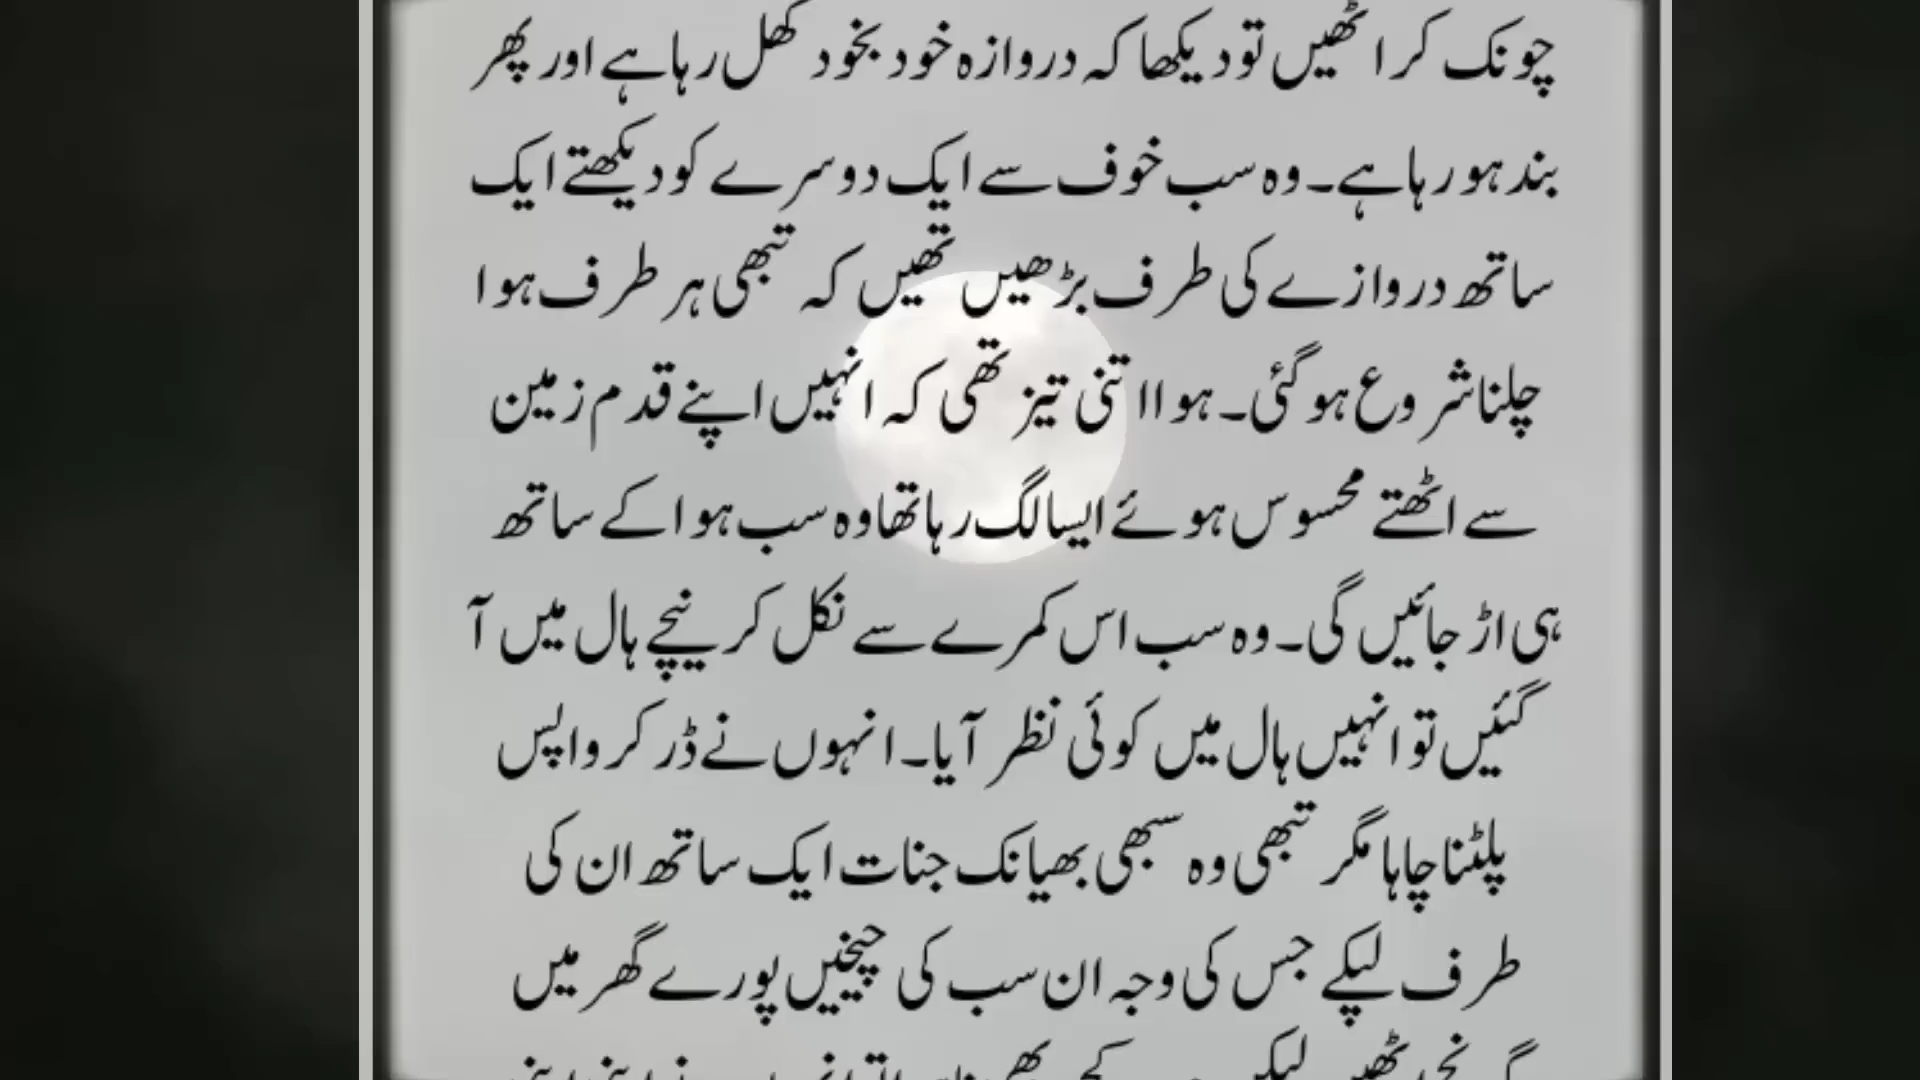 چونک کر اٹھیں تو دیکھا کہ دروازہ خود بخود کھل رہا ہے اور پھر
بند ہو رہا ہے۔ وہ سب خوف سے ایک دوسرے کو دیکھتے ایک
ساتھ دروازے کی طرف بڑھیں تھیں کہ تبھی ہر طرف ہوا
چلنا شروع ہو گئی۔ ہوا اتنی تیز تھی کہ انہیں اپنے قدم زمین
سے اٹھتے محسوس ہوئے ایسا لگ رہا تھا وہ سب ہوا کے ساتھ
ہی اڑ جائیں گی۔ وہ سب اس کمرے سے نکل کر نیچے ہال میں آ
گئیں تو انہیں ہال میں کوئی نظر آیا۔ انہوں نے ڈر کر واپس
پلٹنا چاہا مگر تبھی وہ سبھی بھیانک جنات ایک ساتھ ان کی
طرف لپکے جس کی وجہ ان سب کی چیخیں پورے گھر میں